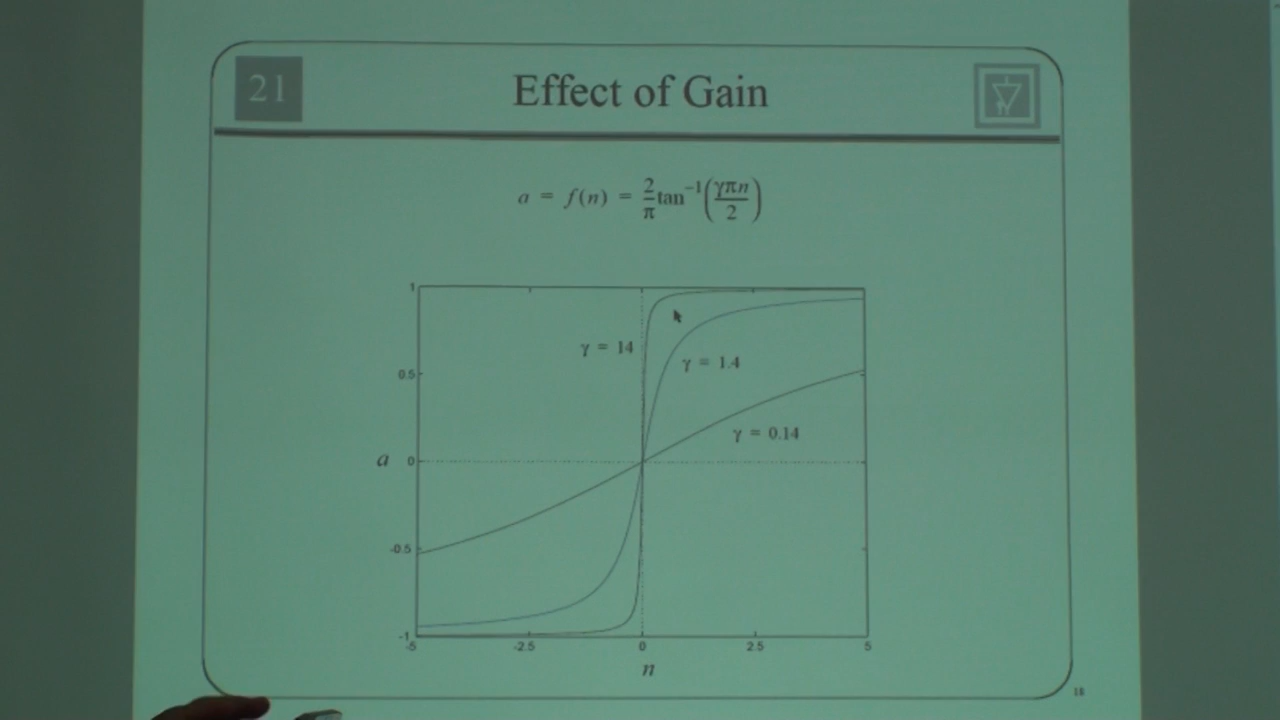 21
Effect of Gain
a = f(n) = 2/π tan⁻¹(γπn/2)
1
γ = 14
γ = 1.4
0.5
γ = 0.14
a
0
-0.5
-1
-5 -2.5 0 2.5 5
n
18